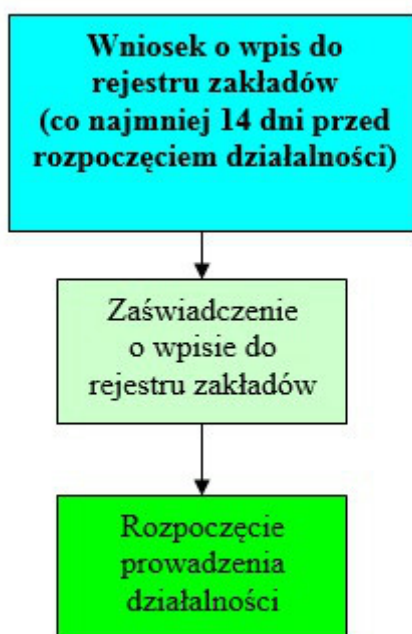 Wniosek o wpis do
rejestru zakładów
(co najmniej 14 dni przed
rozpoczęciem działalności)
Zaświadczenie
o wpisie do
rejestru zakładów
Rozpoczęcie
prowadzenia
działalności